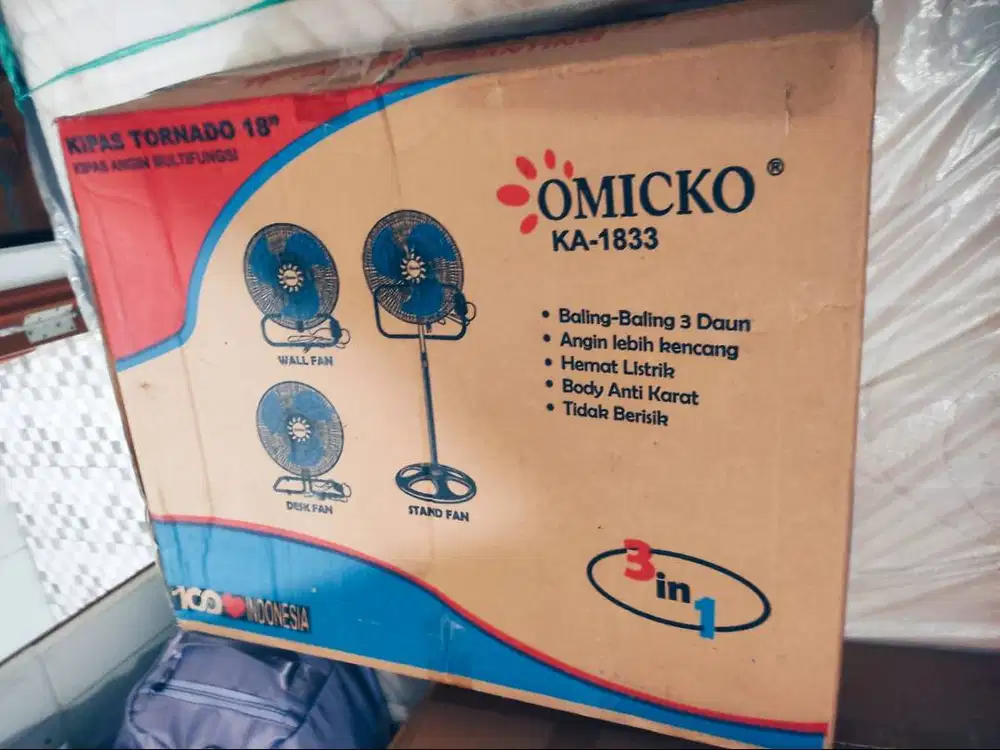 KIPAS TORNADO 18"
KIPAS ANGIN MULTIFUNGSI
OMICKO ®
KA-1833
WALL FAN
DESK FAN
STAND FAN
• Baling-Baling 3 Daun
• Angin lebih kencang
• Hemat Listrik
• Body Anti Karat
• Tidak Berisik
3 in 1
100 INDONESIA